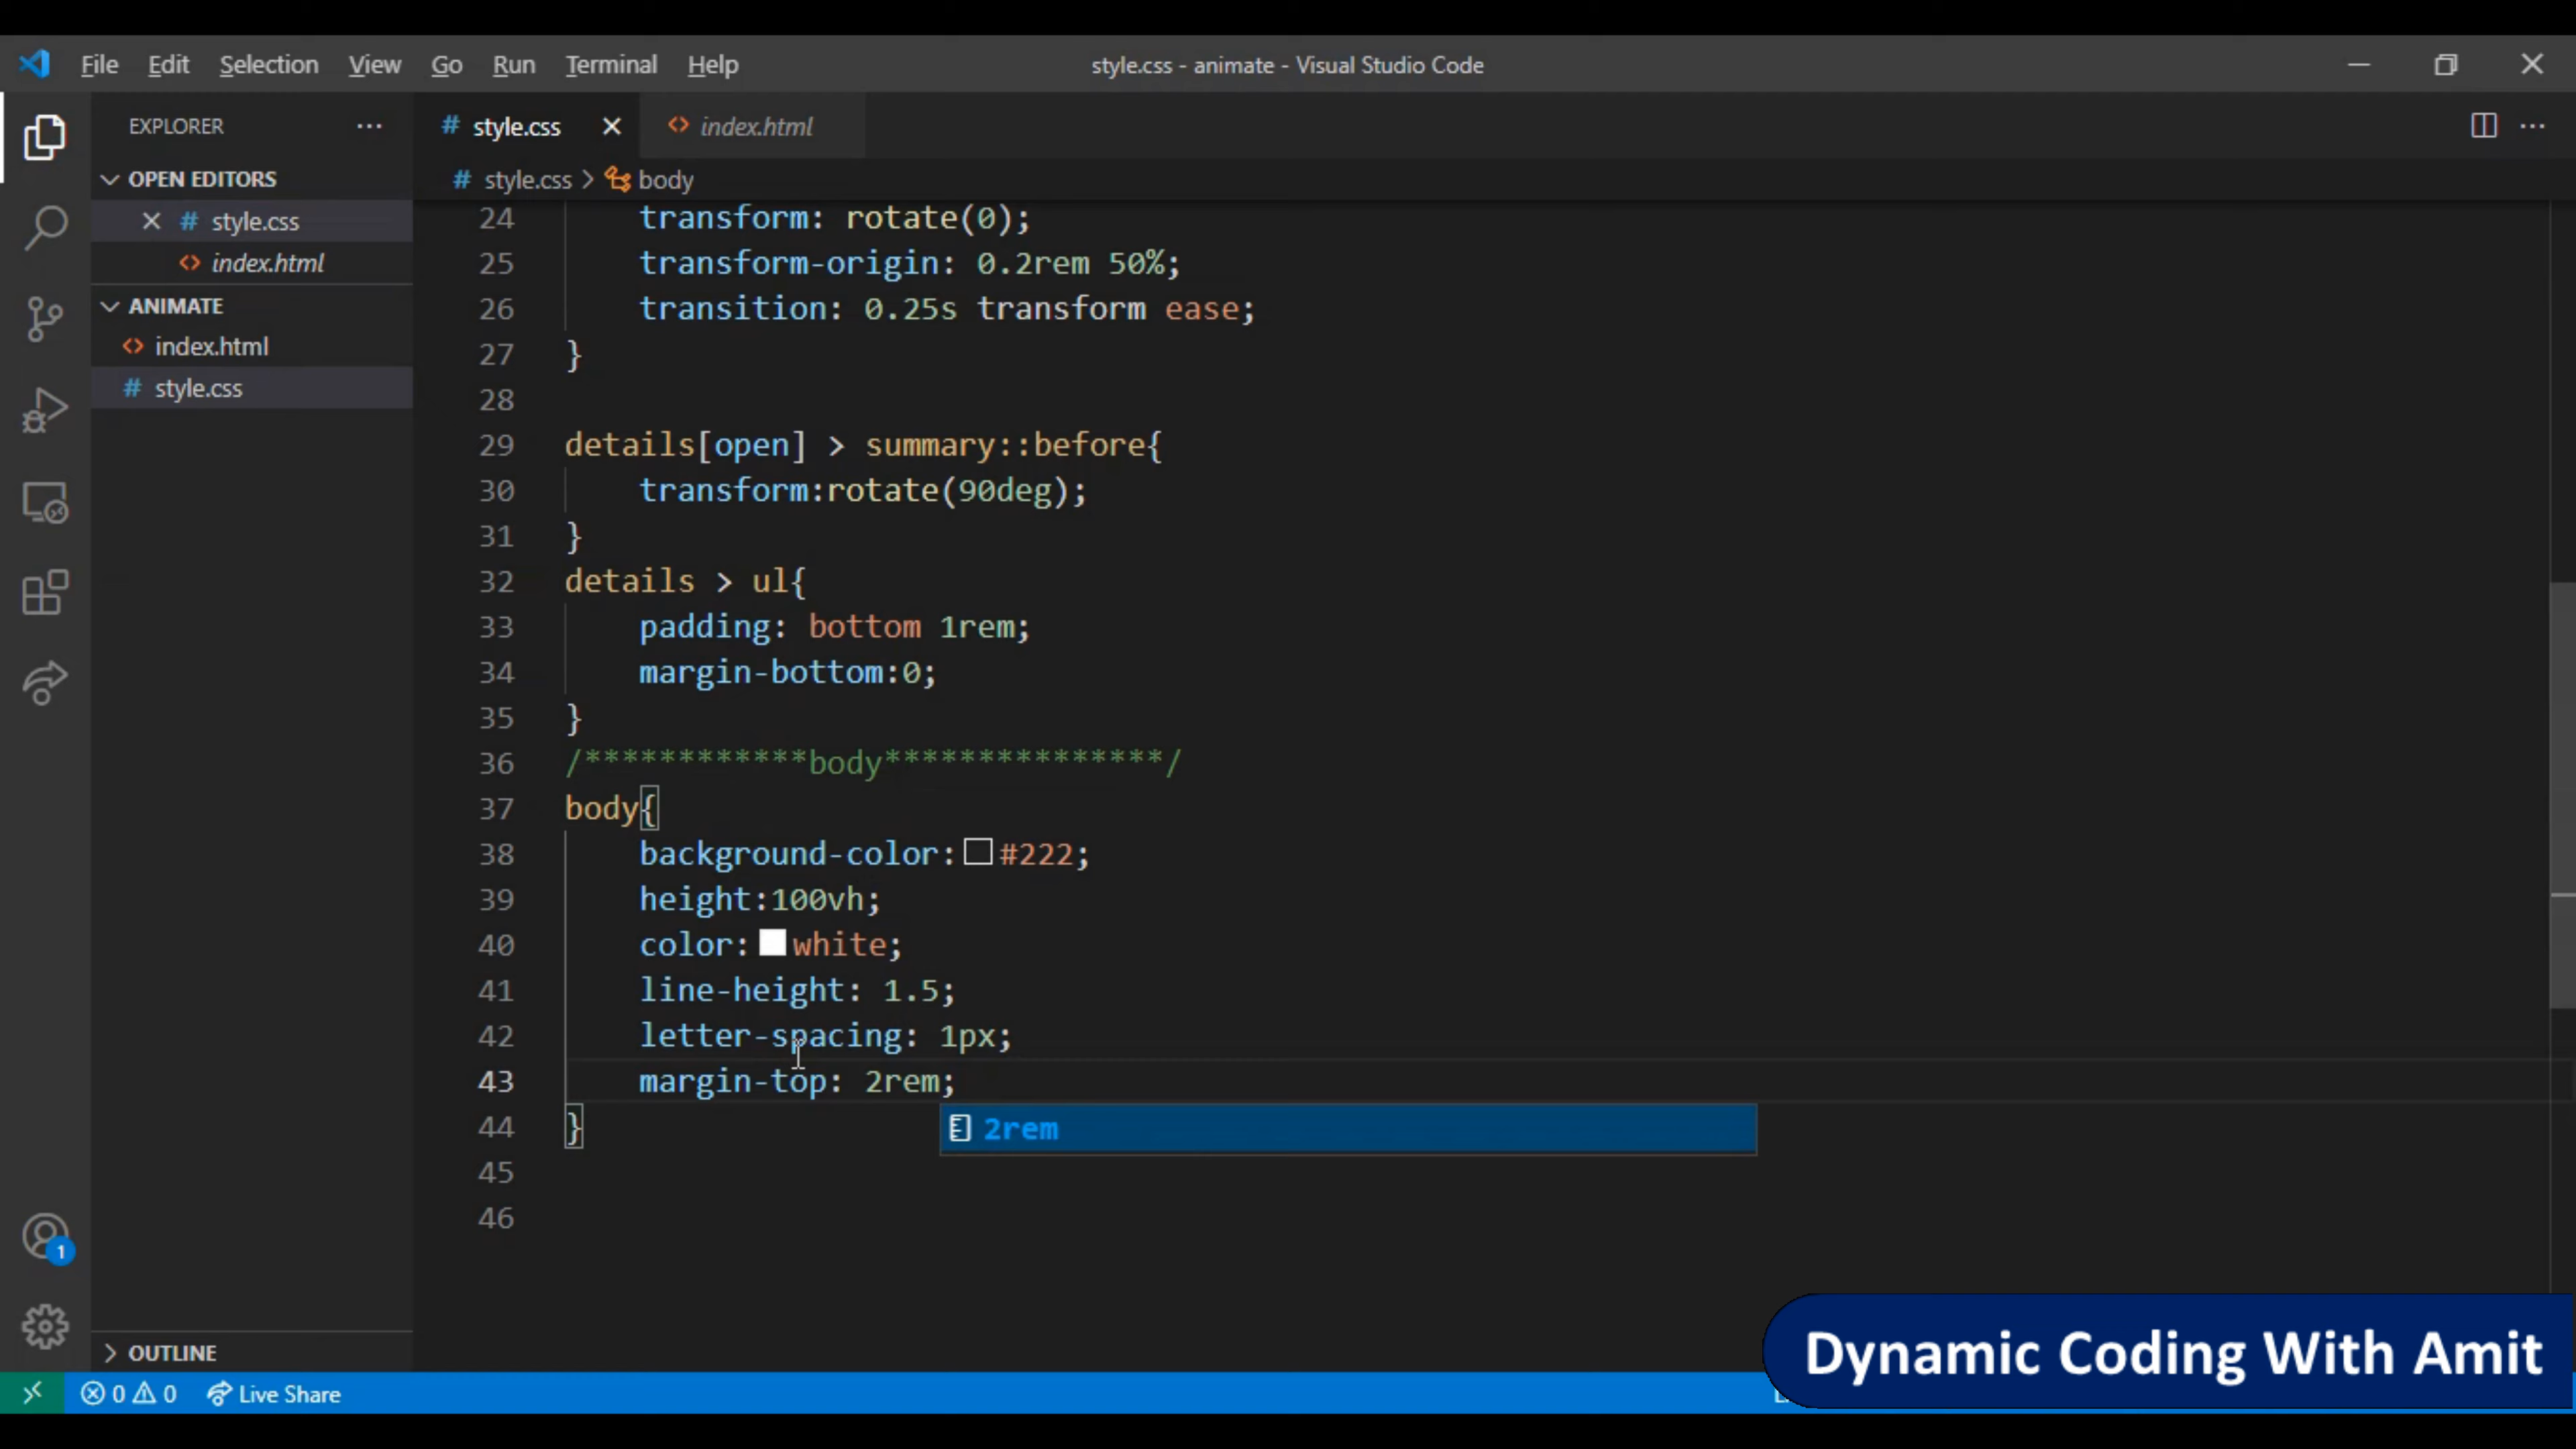 File Edit Selection View Go Run Terminal Help
style.css - animate - Visual Studio Code
EXPLORER
OPEN EDITORS
style.css
index.html
ANIMATE
index.html
style.css
OUTLINE
# style.css
<> index.html
# style.css > body
24 transform: rotate(0);
25 transform-origin: 0.2rem 50%;
26 transition: 0.25s transform ease;
27 }
28
29 details[open] > summary::before{
30 transform:rotate(90deg);
31 }
32 details > ul{
33 padding: bottom 1rem;
34 margin-bottom:0;
35 }
36 /************body***************/
37 body{
38 background-color:#222;
39 height:100vh;
40 color:white;
41 line-height: 1.5;
42 letter-spacing: 1px;
43 margin-top: 2rem;
2rem
44 }
45
46
1
0 0 Live Share
Dynamic Coding With Amit